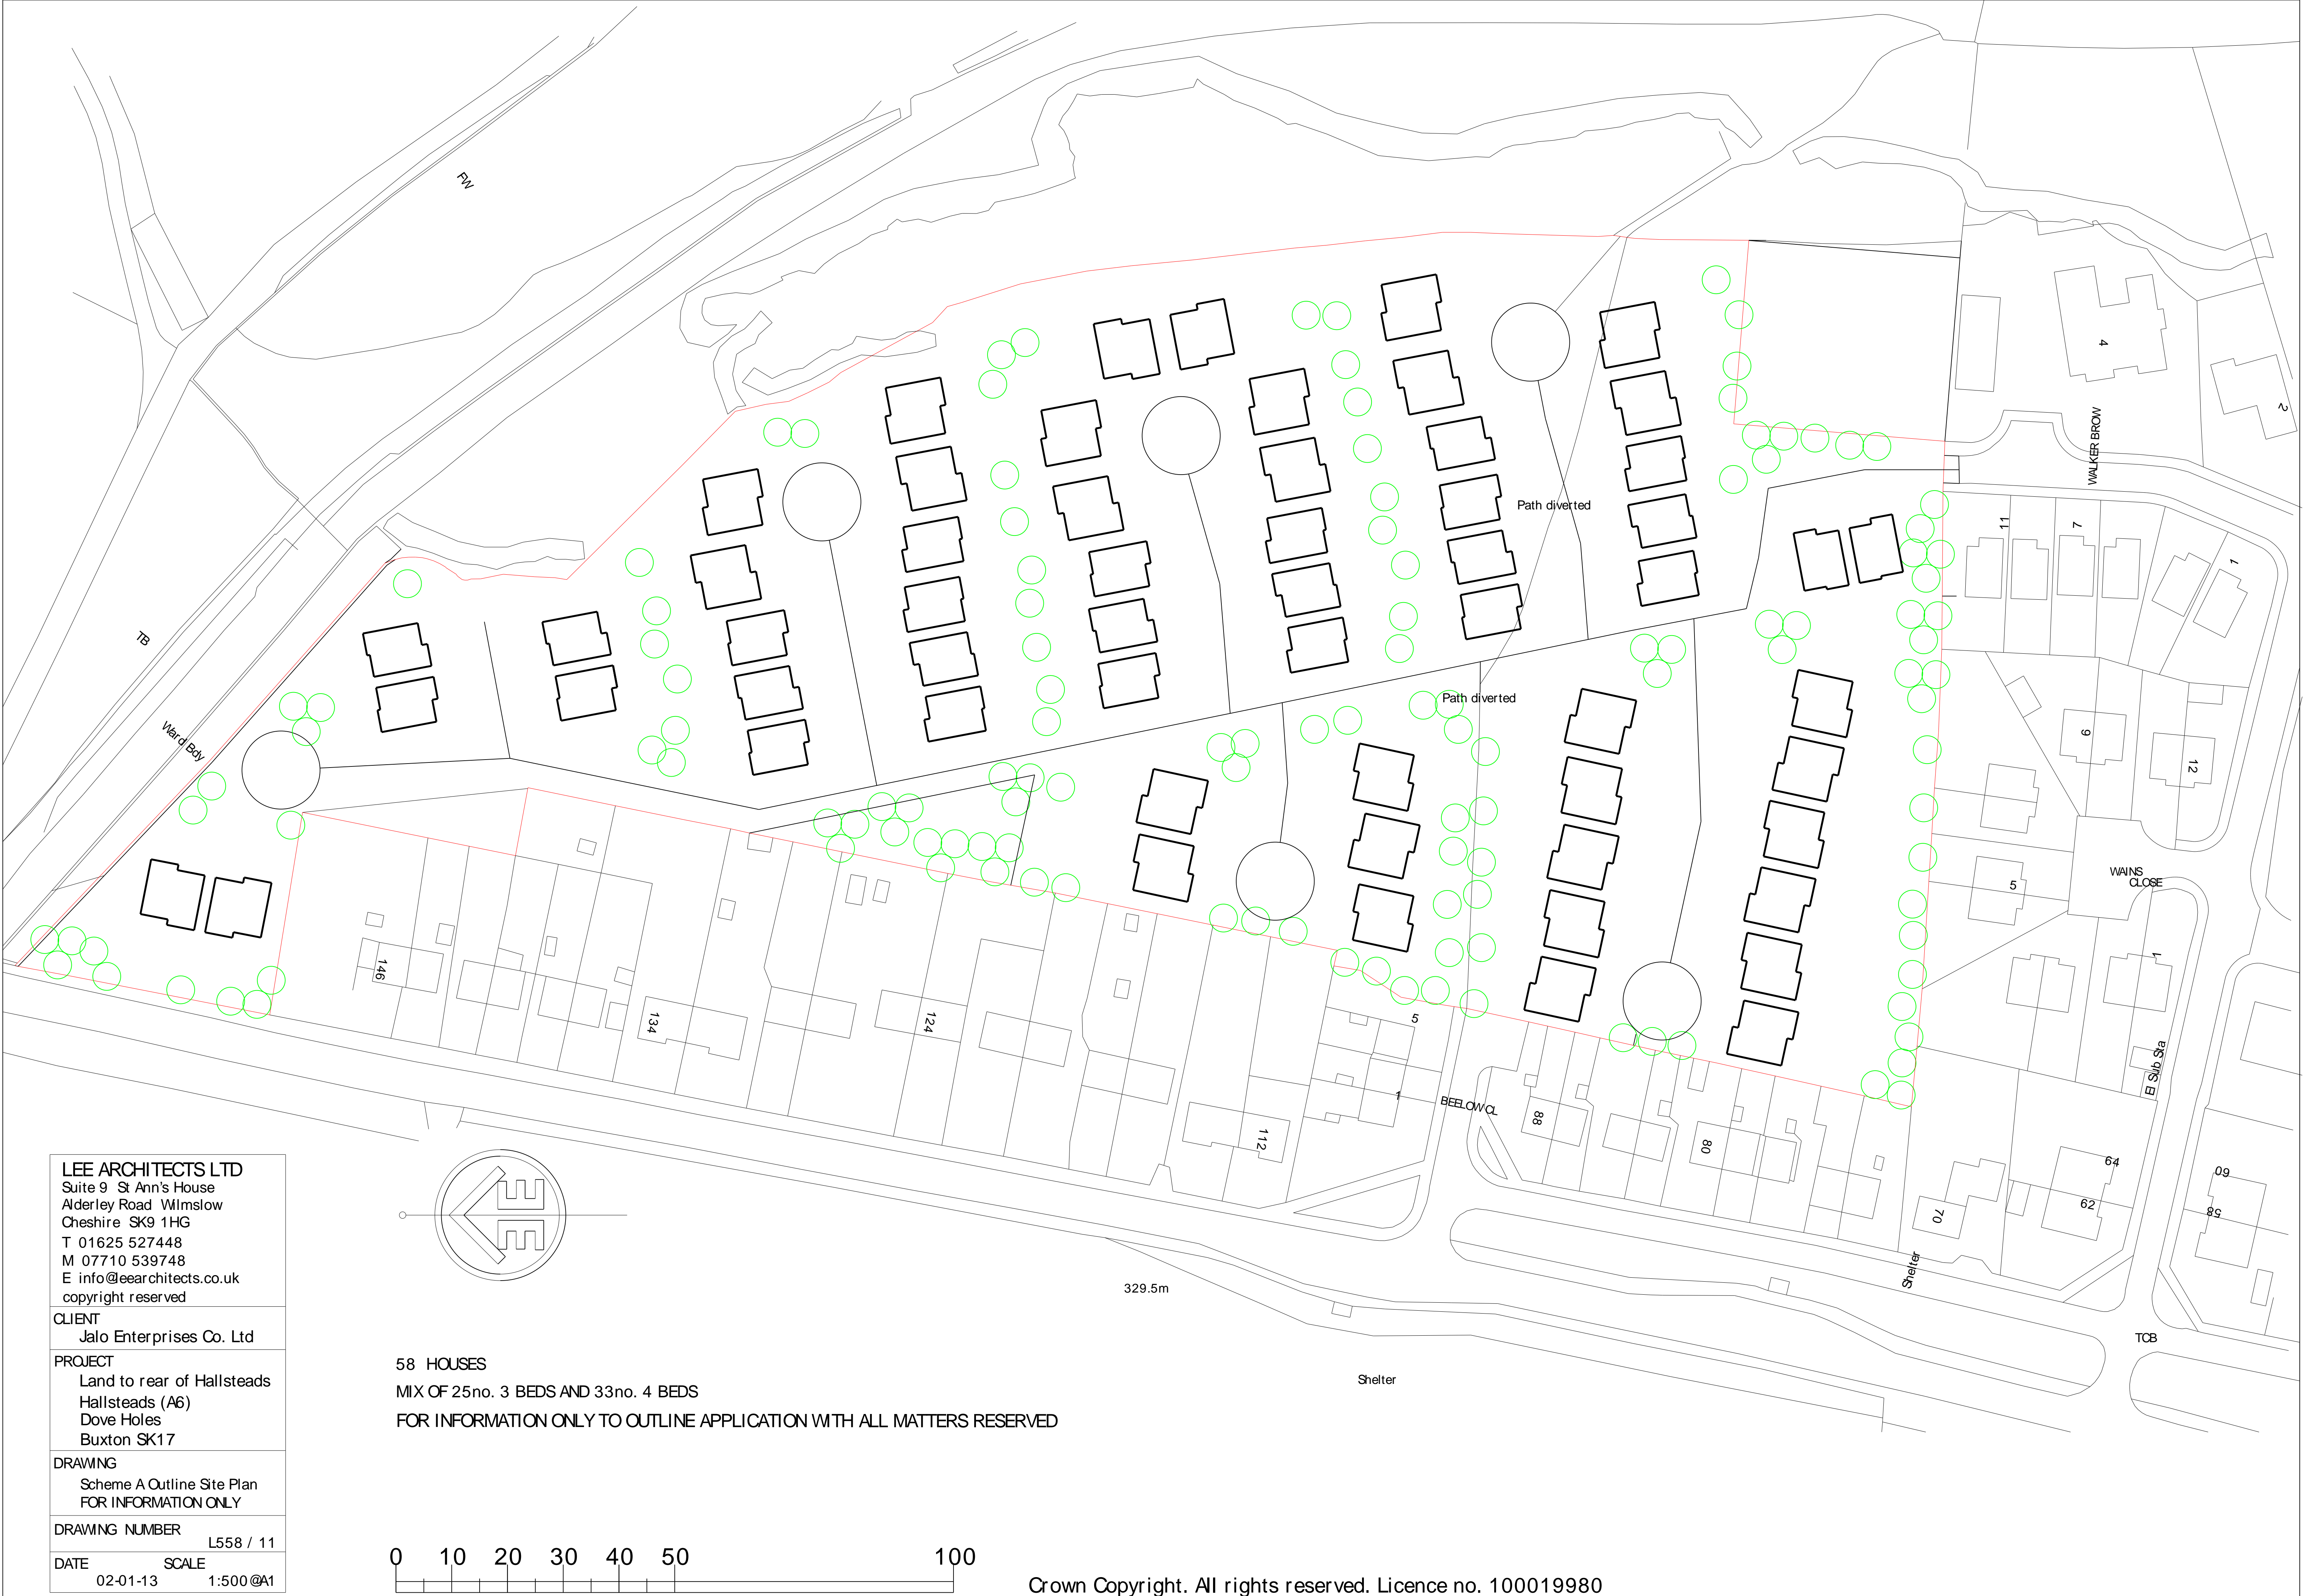 FW
TB
Ward Bdy
Path diverted
Path diverted
WALKER BROW
4
2
11
7
1
9
12
5
WAINS
CLOSE
1
El Sub Sta
146
134
124
112
5
1
BEELOW CL
88
80
70
64
62
60
58
Shelter
TCB
329.5m
Shelter
LEE ARCHITECTS LTD
Suite 9 St Ann's House
Alderley Road Wilmslow
Cheshire SK9 1HG
T 01625 527448
M 07710 539748
E info@leearchitects.co.uk
copyright reserved
CLIENT
Jalo Enterprises Co. Ltd
PROJECT
Land to rear of Hallsteads
Hallsteads (A6)
Dove Holes
Buxton SK17
DRAWING
Scheme A Outline Site Plan
FOR INFORMATION ONLY
DRAWING NUMBER
L558 / 11
DATE SCALE
02-01-13 1:500@A1
LEE
58 HOUSES
MIX OF 25no. 3 BEDS AND 33no. 4 BEDS
FOR INFORMATION ONLY TO OUTLINE APPLICATION WITH ALL MATTERS RESERVED
0 10 20 30 40 50 100
Crown Copyright. All rights reserved. Licence no. 100019980